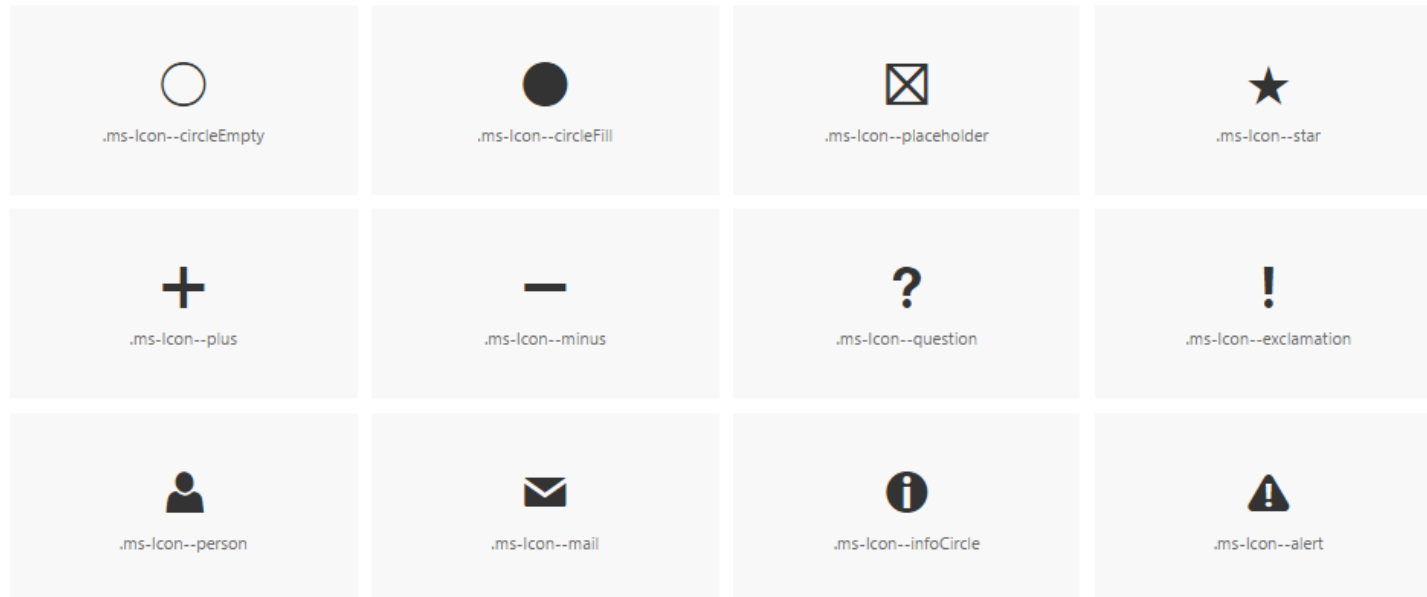 .ms-Icon--circleEmpty
.ms-Icon--circleFill
.ms-Icon--placeholder
.ms-Icon--star
.ms-Icon--plus
.ms-Icon--minus
?
.ms-Icon--question
!
.ms-Icon--exclamation
.ms-Icon--person
.ms-Icon--mail
.ms-Icon--infoCircle
.ms-Icon--alert